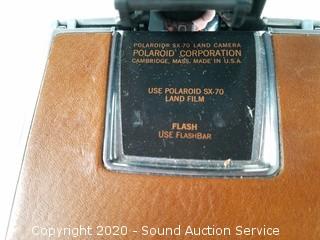 POLAROID® SX-70 LAND CAMERA
POLAROID® CORPORATION
CAMBRIDGE, MASS. MADE IN U.S.A.
USE POLAROID SX-70
LAND FILM
FLASH
USE FLASHBAR
Copyright 2020 - Sound Auction Service